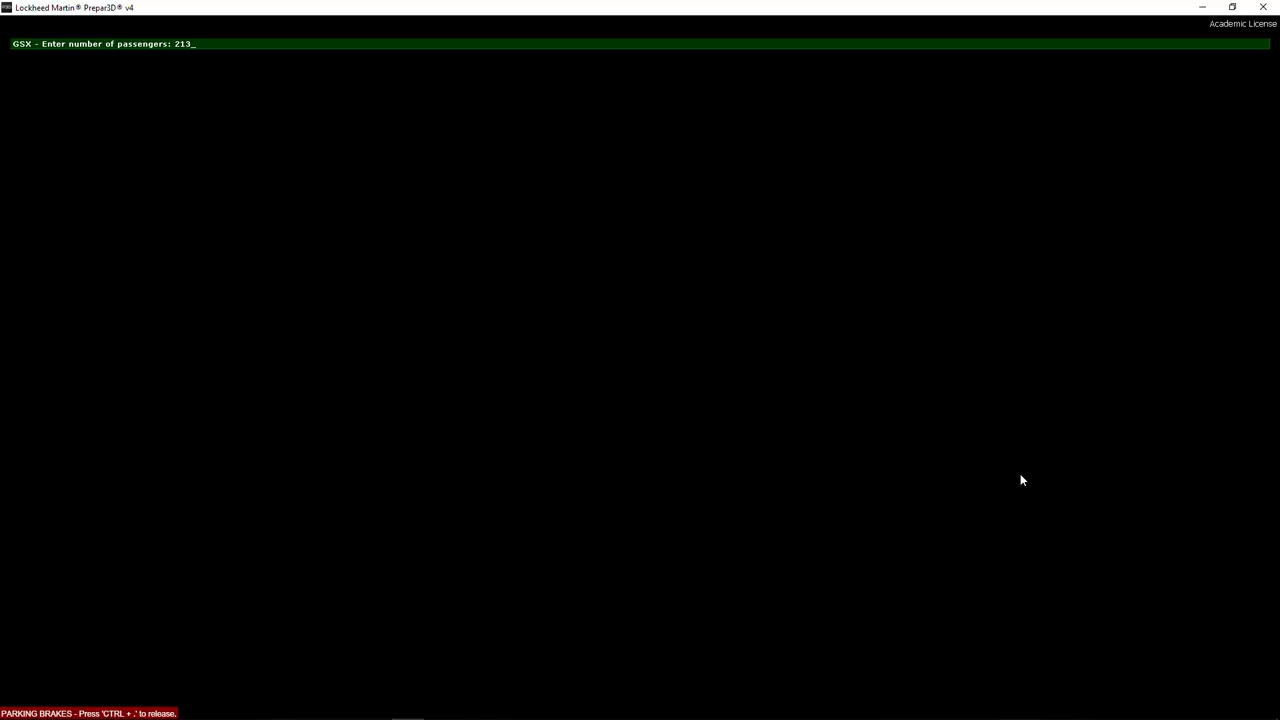 Lockheed Martin® Prepar3D® v4
Academic License
GSX - Enter number of passengers: 213_
PARKING BRAKES - Press 'CTRL + .' to release.